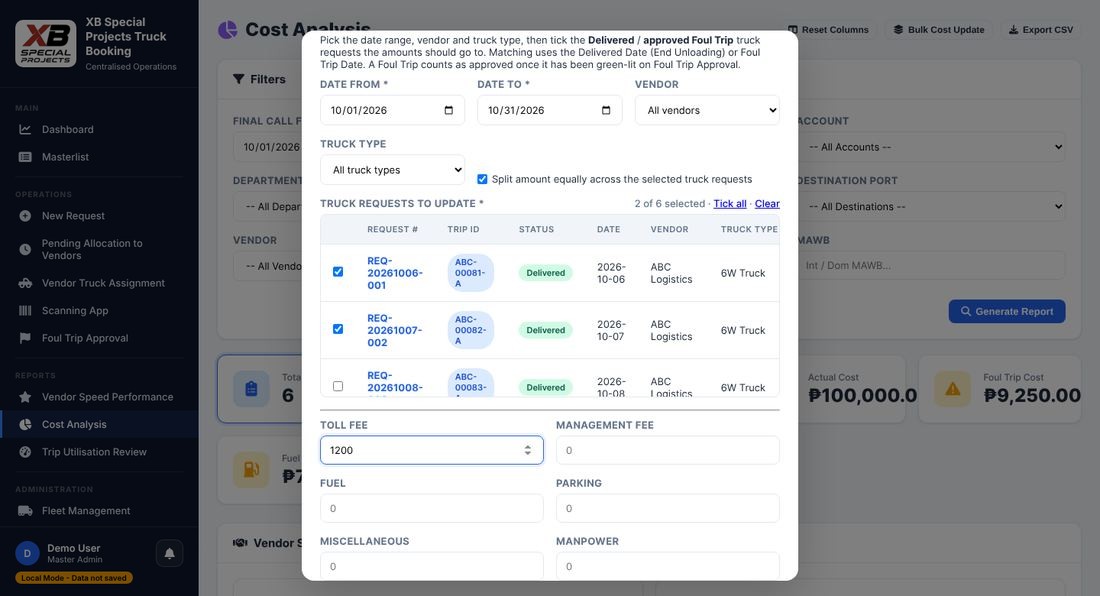 XB Special
Projects Truck
Booking
Centralised Operations
XB
SPECIAL
PROJECTS
MAIN
Dashboard
Masterlist
OPERATIONS
New Request
Pending Allocation to
Vendors
Vendor Truck Assignment
Scanning App
Foul Trip Approval
REPORTS
Vendor Speed Performance
Cost Analysis
Trip Utilisation Review
ADMINISTRATION
Fleet Management
D
Demo User
Master Admin
Local Mode - Data not saved
Cost Analysis
Reset Columns
Bulk Cost Update
Export CSV
Filters
FINAL CALL F
10/01/2026
ACCOUNT
-- All Accounts --
DEPARTMENT
-- All Depar
DESTINATION PORT
-- All Destinations --
VENDOR
-- All Vendo
MAWB
Int / Dom MAWB...
Generate Report
Tota
6
Actual Cost
₱100,000.0
Foul Trip Cost
₱9,250.00
Fuel
₱7
Vendor S
Pick the date range, vendor and truck type, then tick the Delivered / approved Foul Trip truck
requests the amounts should go to. Matching uses the Delivered Date (End Unloading) or Foul
Trip Date. A Foul Trip counts as approved once it has been green-lit on Foul Trip Approval.
DATE FROM * DATE TO * VENDOR
10/01/2026 10/31/2026 All vendors
TRUCK TYPE
All truck types Split amount equally across the selected truck requests
TRUCK REQUESTS TO UPDATE * 2 of 6 selected · Tick all · Clear
REQUEST # TRIP ID STATUS DATE VENDOR TRUCK TYPE
REQ-
20261006-
001
ABC-
00081-
A
Delivered
2026-
10-06
ABC
Logistics
6W Truck
REQ-
20261007-
002
ABC-
00082-
A
Delivered
2026-
10-07
ABC
Logistics
6W Truck
REQ-
20261008-
ABC-
00083-
Delivered
2026-
10-08
ABC
Logistics
6W Truck
TOLL FEE MANAGEMENT FEE
1200 0
FUEL PARKING
0 0
MISCELLANEOUS MANPOWER
0 0